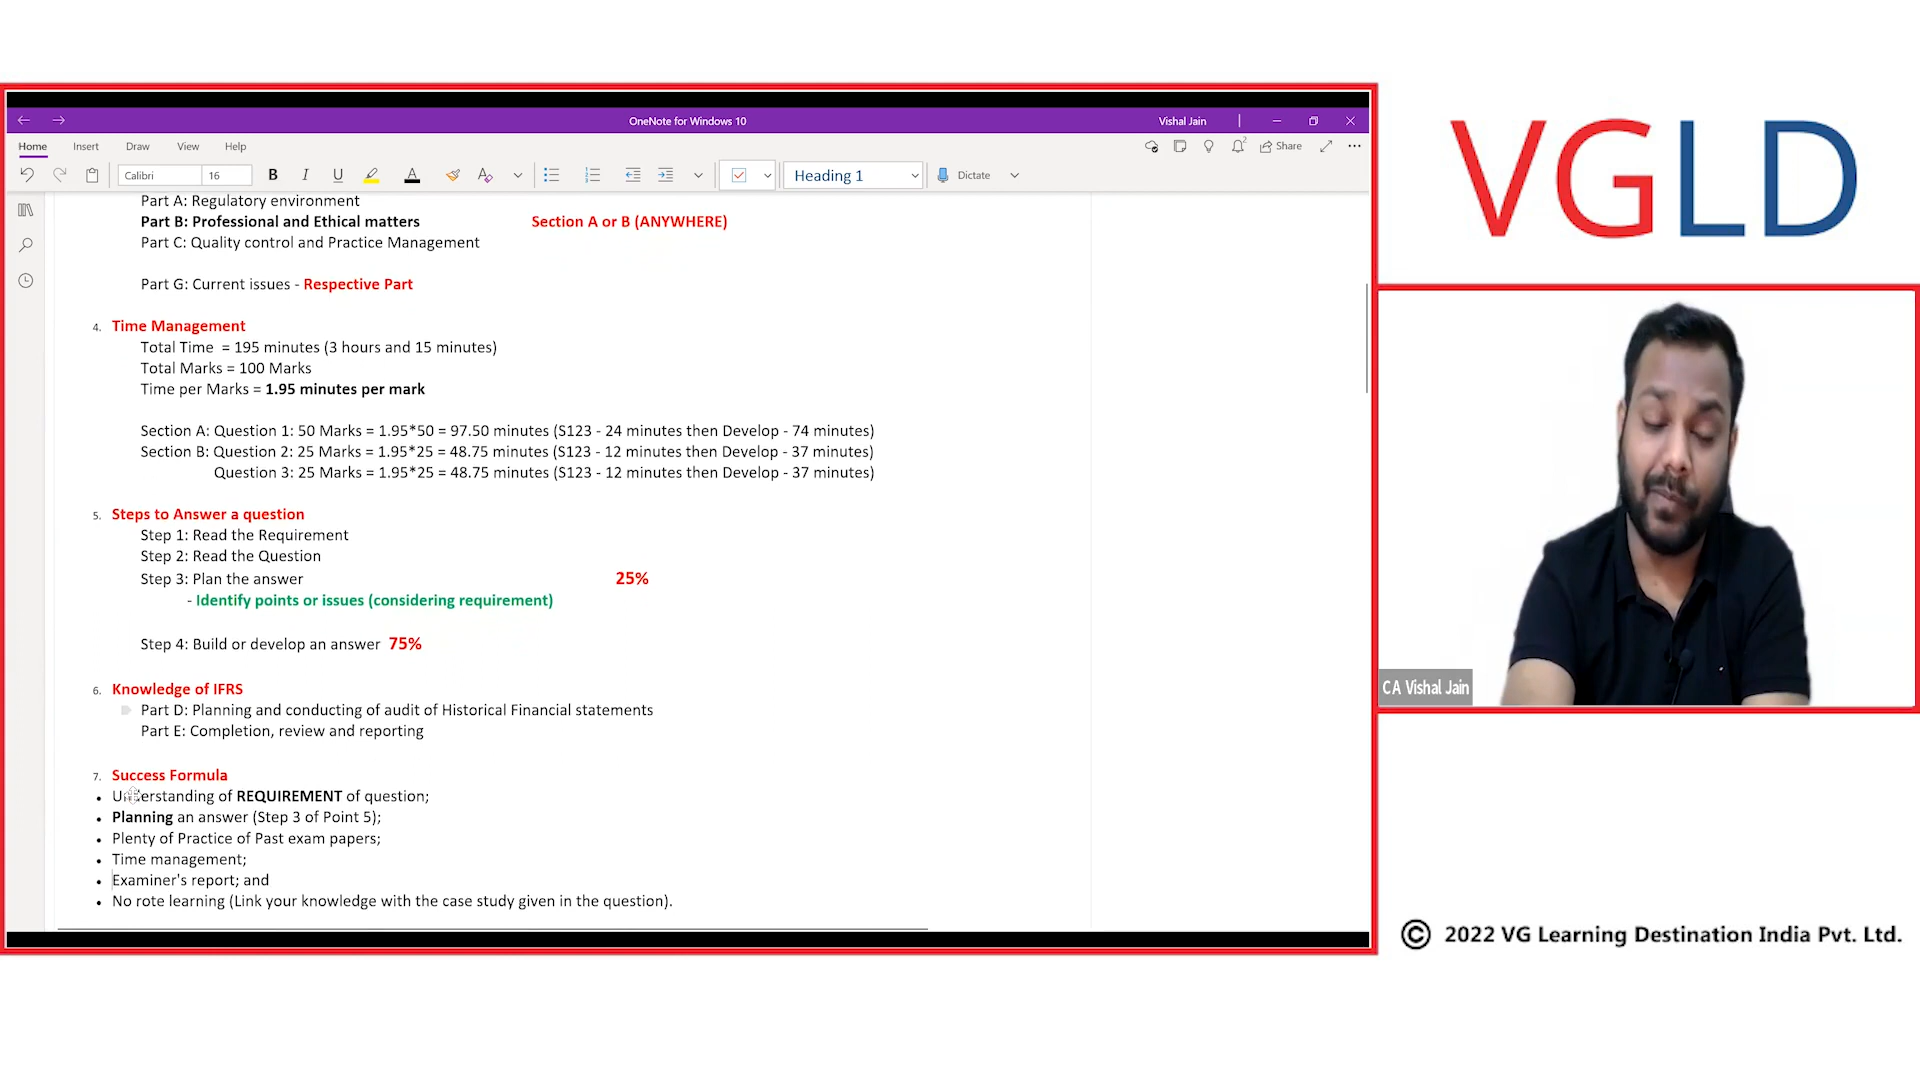 VGLD
OneNote for Windows 10
Vishal Jain
Home Insert Draw View Help
Share
Calibri 16 B I U Heading 1 Dictate
Part A: Regulatory environment
Part B: Professional and Ethical matters Section A or B (ANYWHERE)
Part C: Quality control and Practice Management
Part G: Current issues - Respective Part
4. Time Management
Total Time = 195 minutes (3 hours and 15 minutes)
Total Marks = 100 Marks
Time per Marks = 1.95 minutes per mark
Section A: Question 1: 50 Marks = 1.95*50 = 97.50 minutes (S123 - 24 minutes then Develop - 74 minutes)
Section B: Question 2: 25 Marks = 1.95*25 = 48.75 minutes (S123 - 12 minutes then Develop - 37 minutes)
Question 3: 25 Marks = 1.95*25 = 48.75 minutes (S123 - 12 minutes then Develop - 37 minutes)
5. Steps to Answer a question
Step 1: Read the Requirement
Step 2: Read the Question
Step 3: Plan the answer 25%
- Identify points or issues (considering requirement)
Step 4: Build or develop an answer 75%
6. Knowledge of IFRS
Part D: Planning and conducting of audit of Historical Financial statements
Part E: Completion, review and reporting
7. Success Formula
• Understanding of REQUIREMENT of question;
• Planning an answer (Step 3 of Point 5);
• Plenty of Practice of Past exam papers;
• Time management;
• Examiner's report; and
• No rote learning (Link your knowledge with the case study given in the question).
CA Vishal Jain
© 2022 VG Learning Destination India Pvt. Ltd.